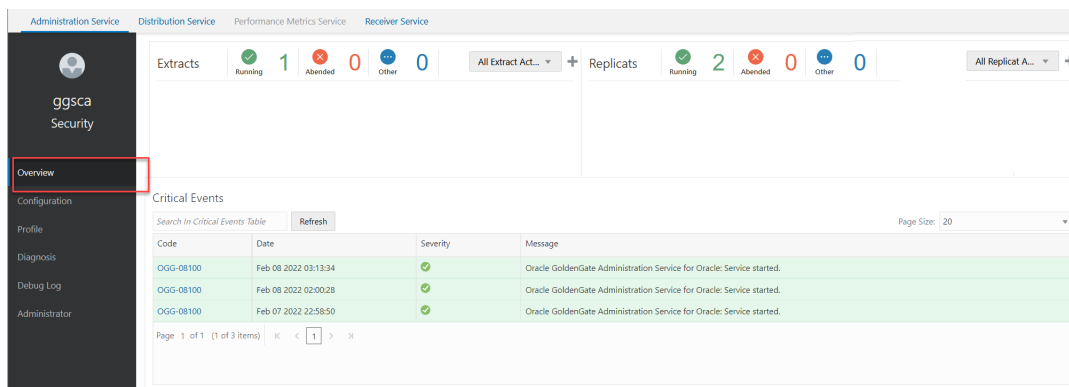 Administration Service Distribution Service Performance Metrics Service Receiver Service
ggsca
Security
Overview
Configuration
Profile
Diagnosis
Debug Log
Administrator
Extracts Running 1 Abended 0 Other 0 All Extract Act...
Replicats Running 2 Abended 0 Other 0 All Replicat A...
Critical Events
Search In Critical Events Table Refresh Page Size: 20
Code Date Severity Message
OGG-08100 Feb 08 2022 03:13:34 Oracle GoldenGate Administration Service for Oracle: Service started.
OGG-08100 Feb 08 2022 02:00:28 Oracle GoldenGate Administration Service for Oracle: Service started.
OGG-08100 Feb 07 2022 22:58:50 Oracle GoldenGate Administration Service for Oracle: Service started.
Page 1 of 1 (1 of 3 items) 1